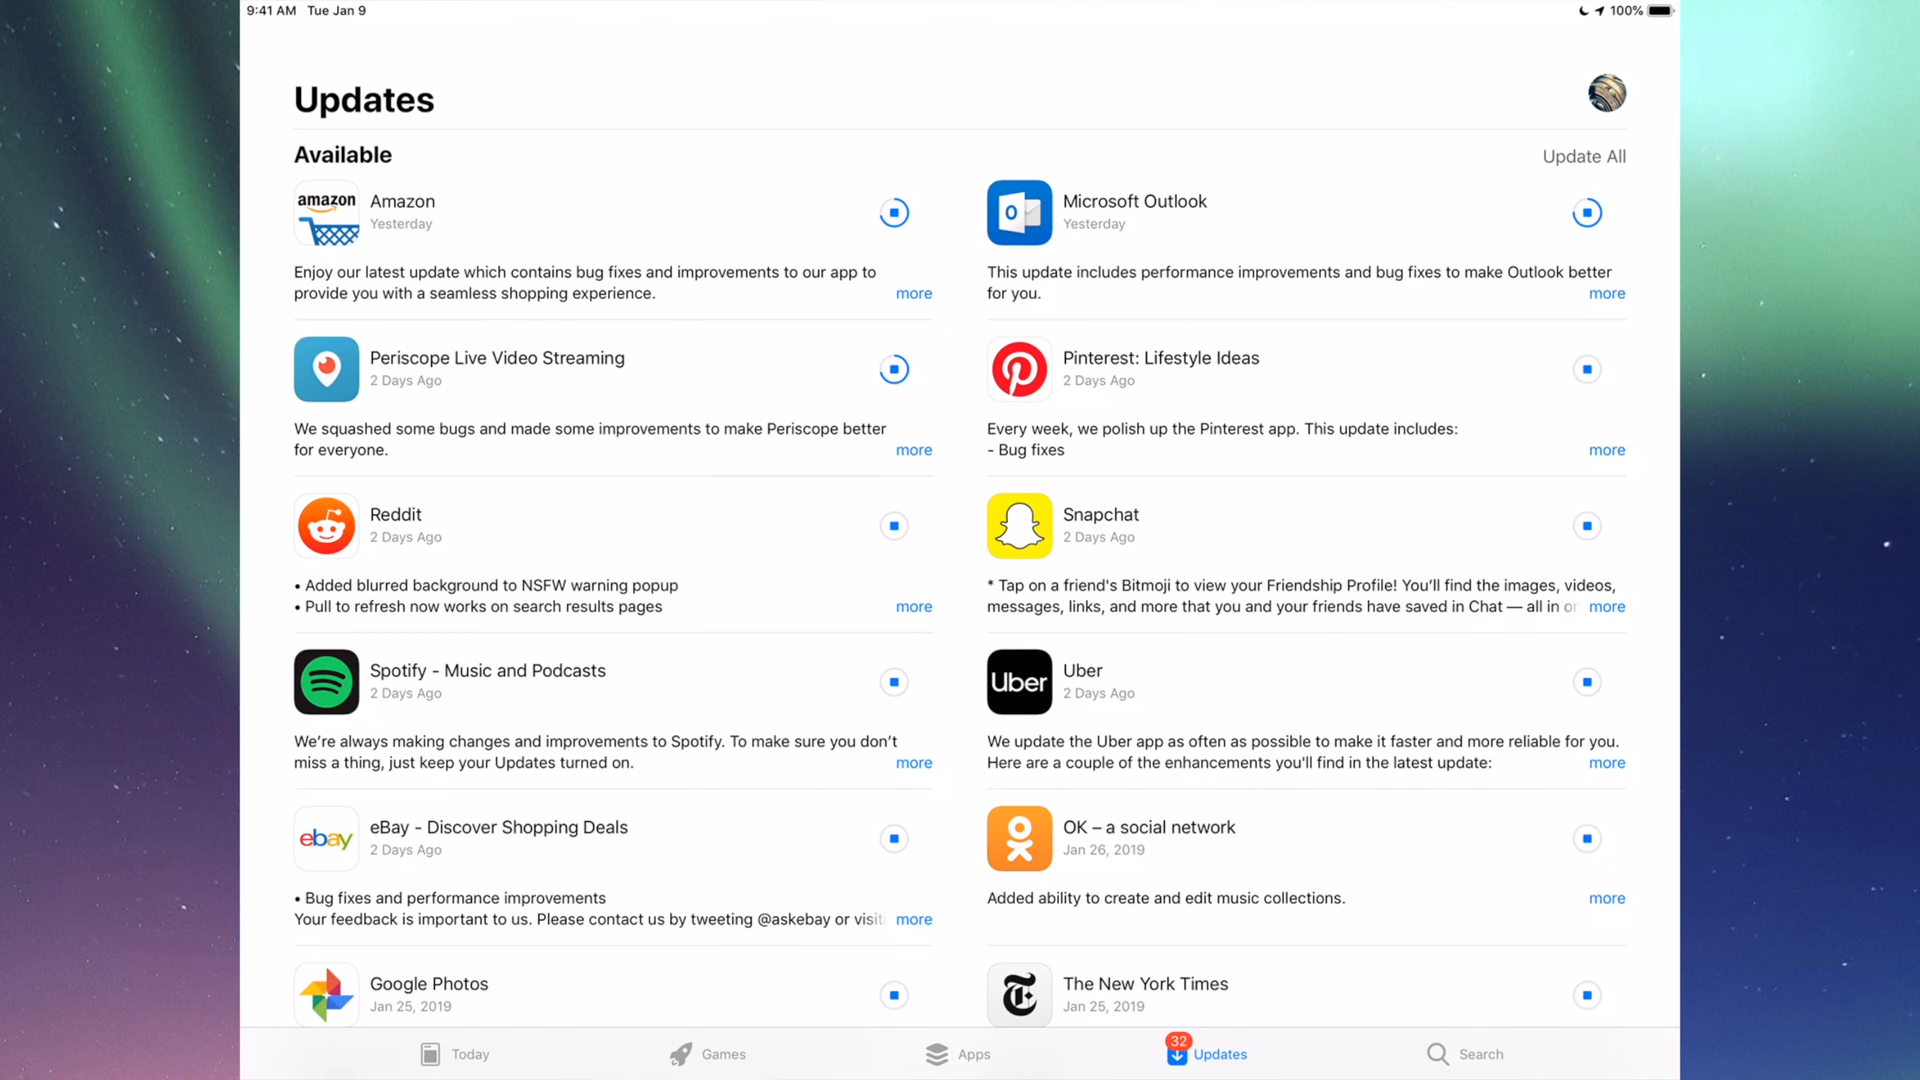 9:41 AM Tue Jan 9
100%
Updates
Available
Update All
amazon
Amazon
Yesterday
Enjoy our latest update which contains bug fixes and improvements to our app to
provide you with a seamless shopping experience.
more
O
Microsoft Outlook
Yesterday
This update includes performance improvements and bug fixes to make Outlook better
for you.
more
Periscope Live Video Streaming
2 Days Ago
We squashed some bugs and made some improvements to make Periscope better
for everyone.
more
Pinterest: Lifestyle Ideas
2 Days Ago
Every week, we polish up the Pinterest app. This update includes:
- Bug fixes
more
Reddit
2 Days Ago
• Added blurred background to NSFW warning popup
• Pull to refresh now works on search results pages
more
Snapchat
2 Days Ago
* Tap on a friend's Bitmoji to view your Friendship Profile! You’ll find the images, videos,
messages, links, and more that you and your friends have saved in Chat — all in or
more
Spotify - Music and Podcasts
2 Days Ago
We’re always making changes and improvements to Spotify. To make sure you don’t
miss a thing, just keep your Updates turned on.
more
Uber
Uber
2 Days Ago
We update the Uber app as often as possible to make it faster and more reliable for you.
Here are a couple of the enhancements you'll find in the latest update:
more
ebay
eBay - Discover Shopping Deals
2 Days Ago
• Bug fixes and performance improvements
Your feedback is important to us. Please contact us by tweeting @askebay or visiti
more
OK – a social network
Jan 26, 2019
Added ability to create and edit music collections.
more
Google Photos
Jan 25, 2019
The New York Times
Jan 25, 2019
Today
Games
Apps
32
Updates
Search